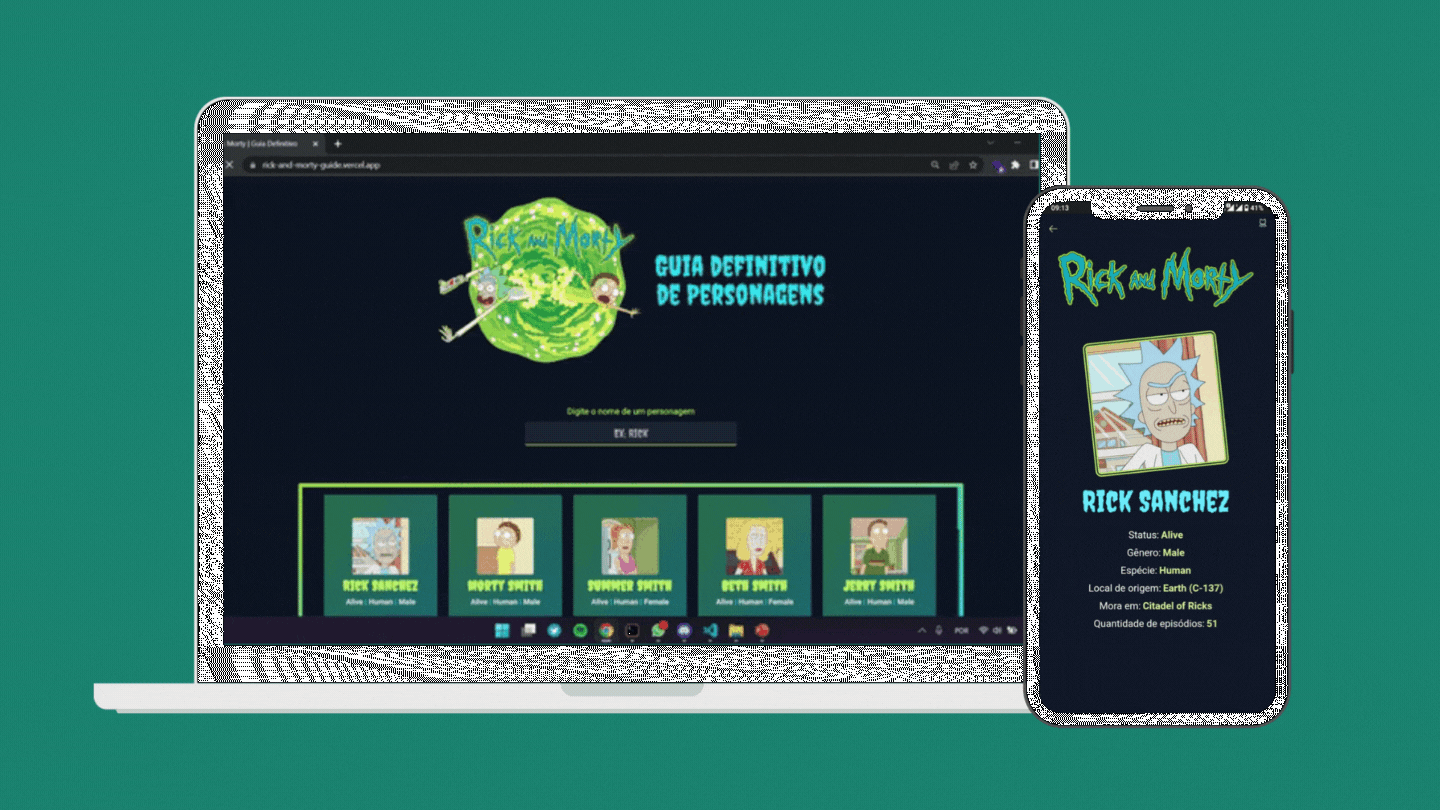 Morty | Guia Definitivo
rick-and-morty-guide.vercel.app
Rick and Morty
GUIA DEFINITIVO
DE PERSONAGENS
Digite o nome de um personagem
EX: RICK
RICK SANCHEZ
Alive | Human | Male
MORTY SMITH
Alive | Human | Male
SUMMER SMITH
Alive | Human | Female
BETH SMITH
Alive | Human | Female
JERRY SMITH
Alive | Human | Male
POR
09:13
41%
Rick and Morty
RICK SANCHEZ
Status: Alive
Gênero: Male
Espécie: Human
Local de origem: Earth (C-137)
Mora em: Citadel of Ricks
Quantidade de episódios: 51